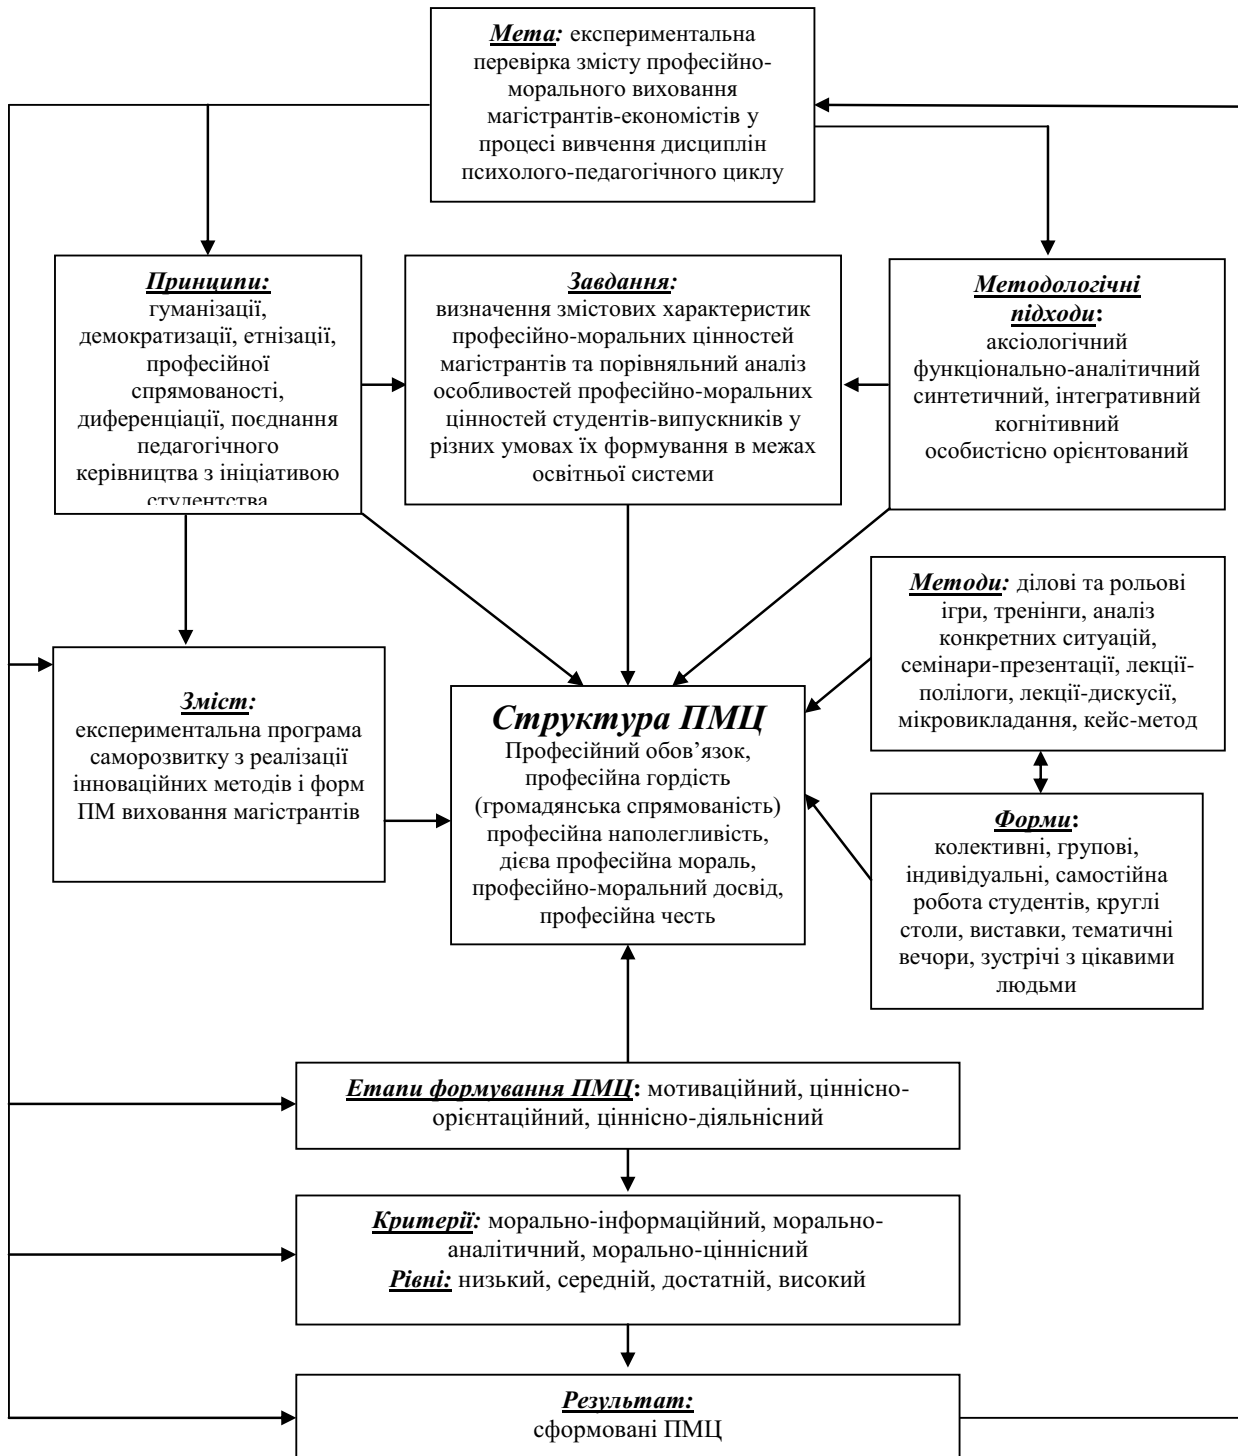 Мета: експериментальна
перевірка змісту професійно-
морального виховання
магістрантів-економістів у
процесі вивчення дисциплін
психолого-педагогічного циклу
Принципи:
гуманізації,
демократизації, етнізації,
професійної
спрямованості,
диференціації, поєднання
педагогічного
керівництва з ініціативою
студентства
Завдання:
визначення змістових характеристик
професійно-моральних цінностей
магістрантів та порівняльний аналіз
особливостей професійно-моральних
цінностей студентів-випускників у
різних умовах їх формування в межах
освітньої системи
Методологічні
підходи:
аксіологічний
функціонально-аналітичний
синтетичний, інтегративний
когнітивний
особистісно орієнтований
Методи: ділові та рольові
ігри, тренінги, аналіз
конкретних ситуацій,
семінари-презентації, лекції-
полілоги, лекції-дискусії,
мікровикладання, кейс-метод
Зміст:
експериментальна програма
саморозвитку з реалізації
інноваційних методів і форм
ПМ виховання магістрантів
Структура ПМЦ
Професійний обов’язок,
професійна гордість
(громадянська спрямованість)
професійна наполегливість,
дієва професійна мораль,
професійно-моральний досвід,
професійна честь
Форми:
колективні, групові,
індивідуальні, самостійна
робота студентів, круглі
столи, виставки, тематичні
вечори, зустрічі з цікавими
людьми
Етапи формування ПМЦ: мотиваційний, ціннісно-
орієнтаційний, ціннісно-діяльнісний
Критерії: морально-інформаційний, морально-
аналітичний, морально-ціннісний
Рівні: низький, середній, достатній, високий
Результат:
сформовані ПМЦ